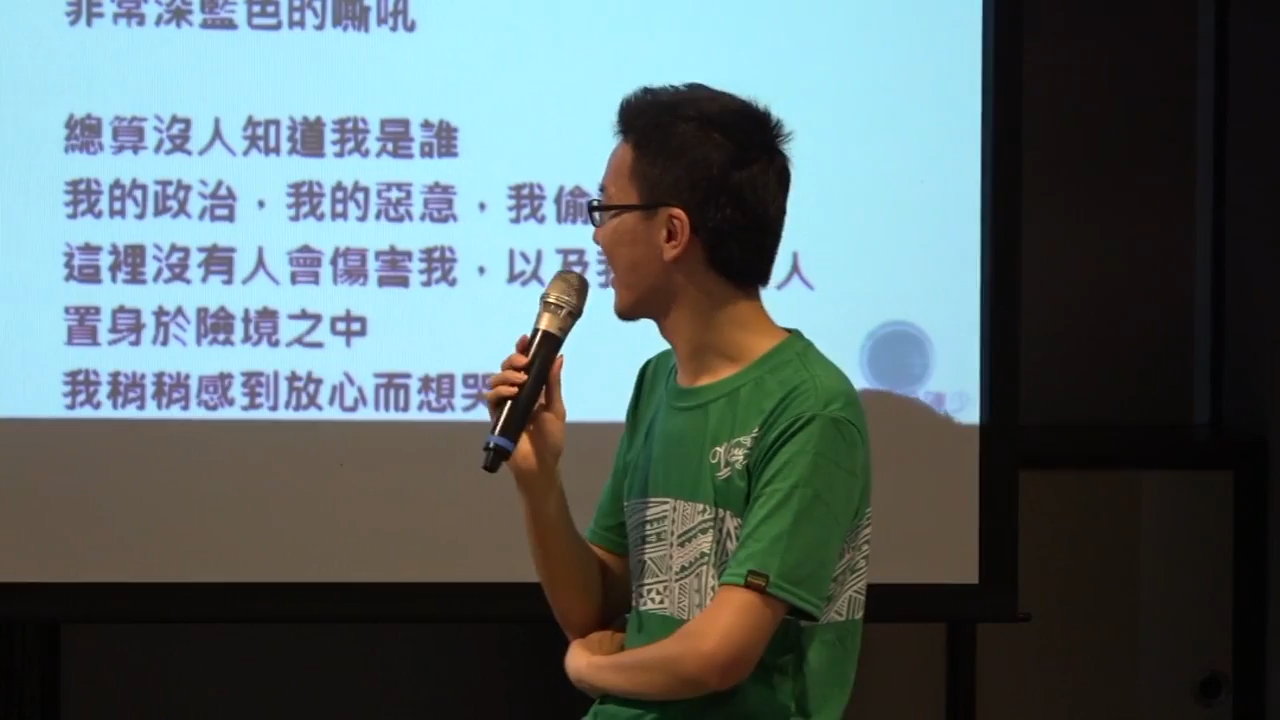 非常深藍色的嘶吼
總算沒人知道我是誰
我的政治，我的惡意，我偷
這裡沒有人會傷害我，以及我 人
置身於險境之中
我稍稍感到放心而想哭